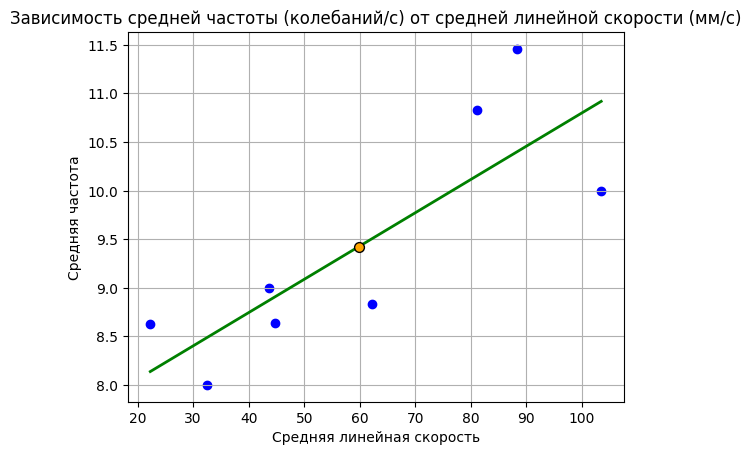 Зависимость средней частоты (колебаний/с) от средней линейной скорости (мм/с)
11.5
11.0
10.5
10.0
9.5
9.0
8.5
8.0
Средняя частота
20 30 40 50 60 70 80 90 100
Средняя линейная скорость